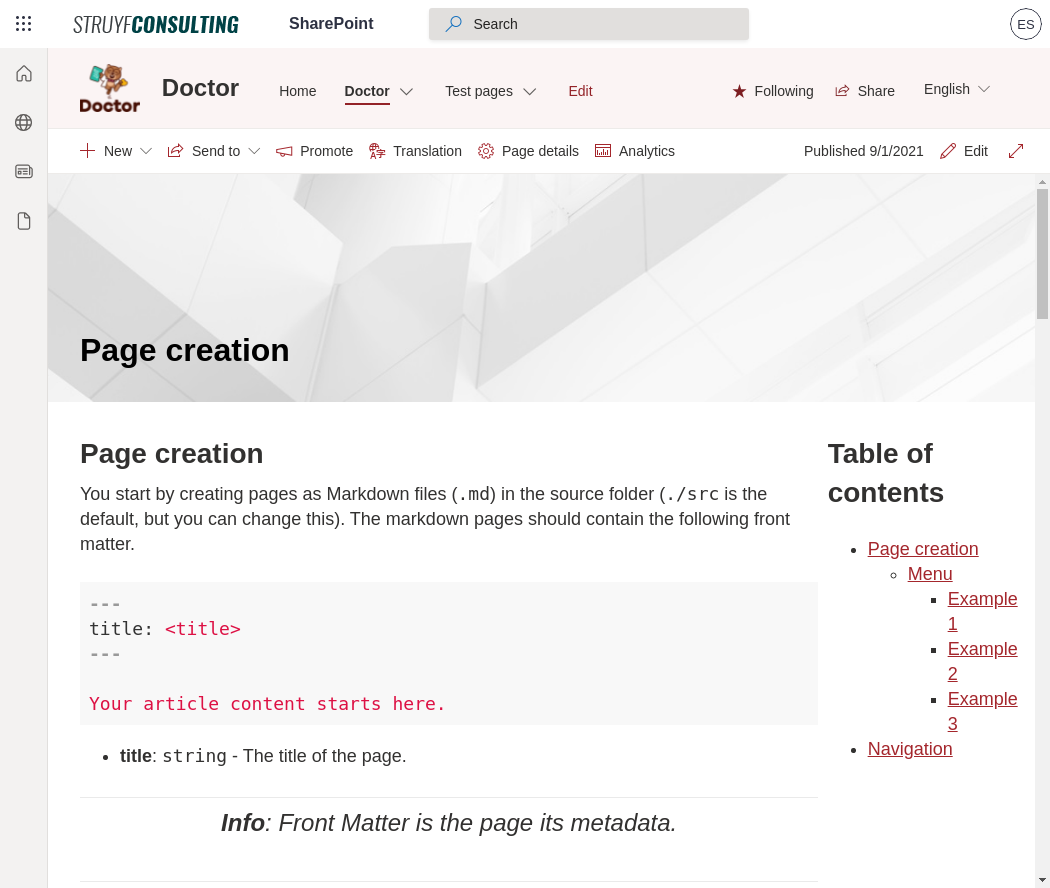 STRUYFCONSULTING SharePoint Search ES
Doctor Doctor Home Doctor Test pages Edit Following Share English
New Send to Promote Translation Page details Analytics Published 9/1/2021 Edit
Page creation
Page creation
You start by creating pages as Markdown files (.md) in the source folder (./src is the
default, but you can change this). The markdown pages should contain the following front
matter.
---
title: <title>
---
Your article content starts here.
• title: string - The title of the page.
Info: Front Matter is the page its metadata.
Table of
contents
• Page creation
◦ Menu
▪ Example
1
▪ Example
2
▪ Example
3
• Navigation